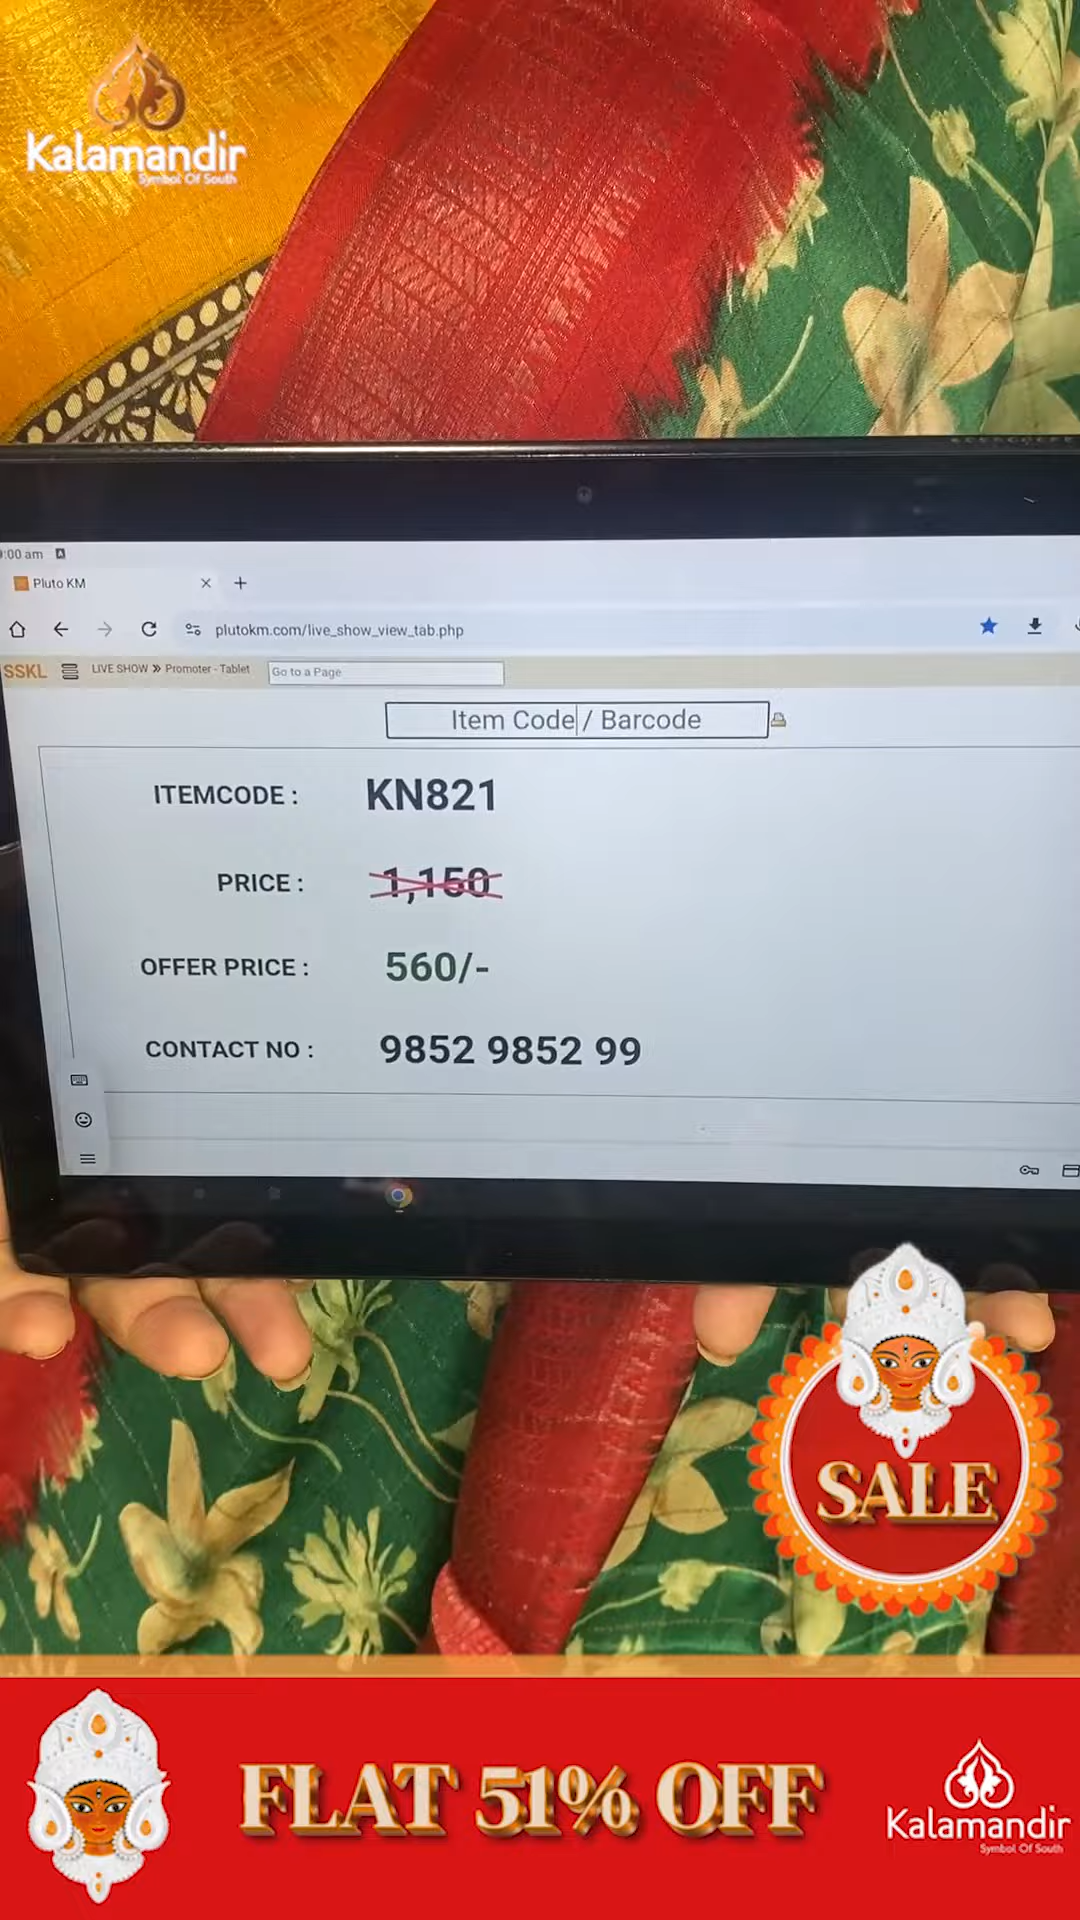 Kalamandir
Symbol Of South
:00 am
Pluto KM
plutokm.com/live_show_view_tab.php
SSKL
LIVE SHOW » Promoter - Tablet
Go to a Page
Item Code / Barcode
ITEMCODE : KN821
PRICE : 1,150
OFFER PRICE : 560/-
CONTACT NO : 9852 9852 99
SALE
FLAT 51% OFF
Kalamandir
Symbol Of South